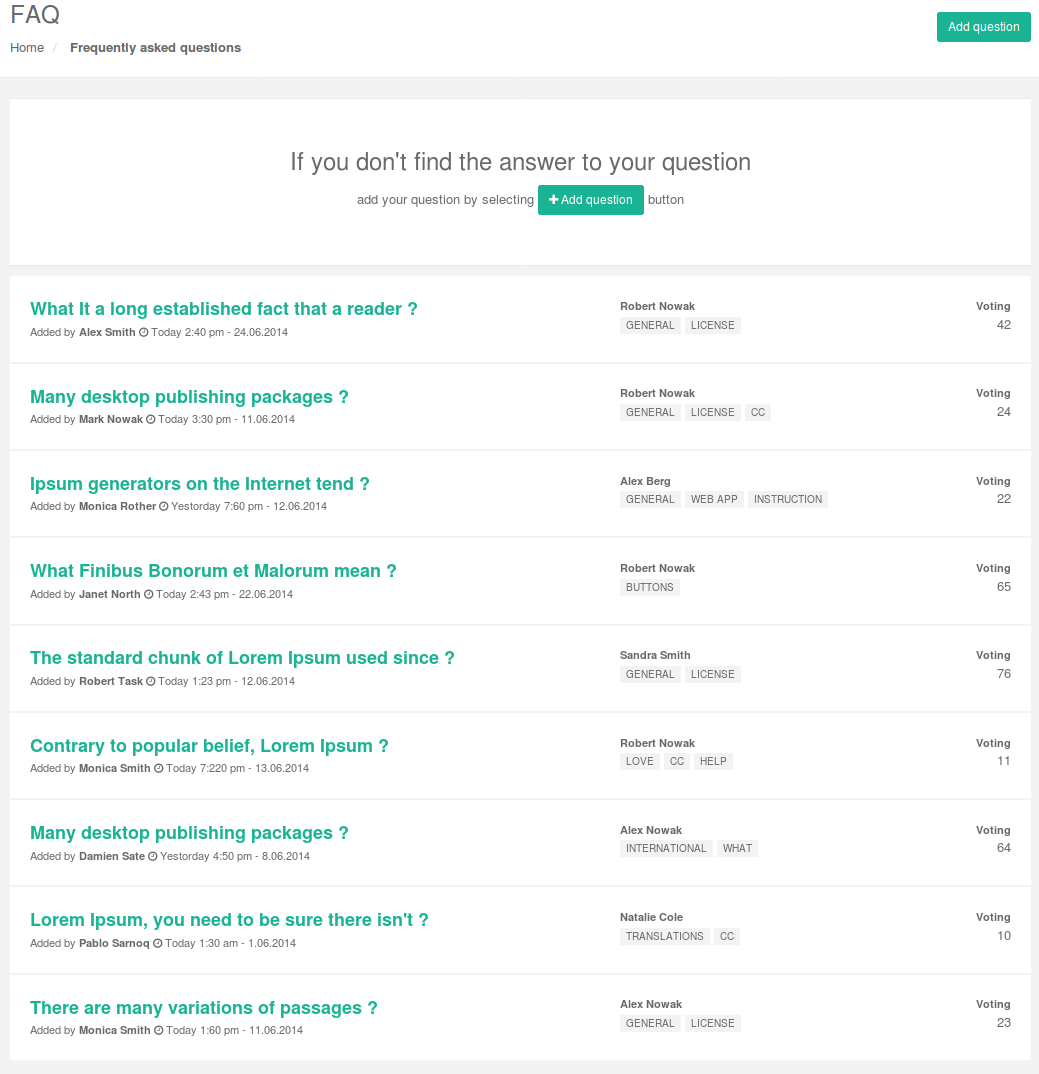 FAQ
Add question
Home / Frequently asked questions
If you don't find the answer to your question
add your question by selecting Add question button
What It a long established fact that a reader ?
Added by Alex Smith Today 2:40 pm - 24.06.2014
Robert Nowak
GENERAL LICENSE
Voting
42
Many desktop publishing packages ?
Added by Mark Nowak Today 3:30 pm - 11.06.2014
Robert Nowak
GENERAL LICENSE CC
Voting
24
Ipsum generators on the Internet tend ?
Added by Monica Rother Yestorday 7:60 pm - 12.06.2014
Alex Berg
GENERAL WEB APP INSTRUCTION
Voting
22
What Finibus Bonorum et Malorum mean ?
Added by Janet North Today 2:43 pm - 22.06.2014
Robert Nowak
BUTTONS
Voting
65
The standard chunk of Lorem Ipsum used since ?
Added by Robert Task Today 1:23 pm - 12.06.2014
Sandra Smith
GENERAL LICENSE
Voting
76
Contrary to popular belief, Lorem Ipsum ?
Added by Monica Smith Today 7:220 pm - 13.06.2014
Robert Nowak
LOVE CC HELP
Voting
11
Many desktop publishing packages ?
Added by Damien Sate Yestorday 4:50 pm - 8.06.2014
Alex Nowak
INTERNATIONAL WHAT
Voting
64
Lorem Ipsum, you need to be sure there isn't ?
Added by Pablo Sarnoq Today 1:30 am - 1.06.2014
Natalie Cole
TRANSLATIONS CC
Voting
10
There are many variations of passages ?
Added by Monica Smith Today 1:60 pm - 11.06.2014
Alex Nowak
GENERAL LICENSE
Voting
23